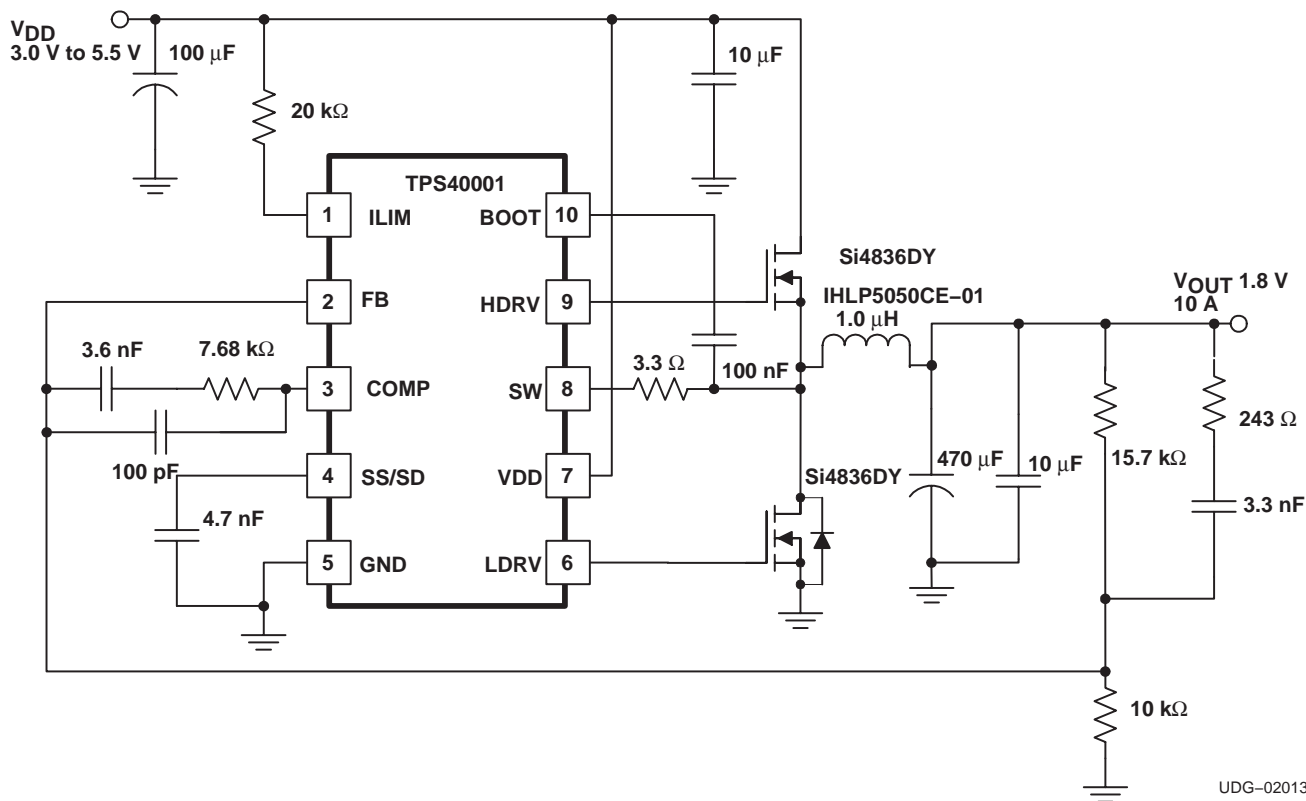 VDD
3.0 V to 5.5 V
100 μF
10 μF
20 kΩ
TPS40001
1
ILIM
BOOT
10
Si4836DY
2
FB
HDRV
9
IHLP5050CE–01
1.0 μH
VOUT 1.8 V
10 A
3.6 nF
7.68 kΩ
3
COMP
SW
8
3.3 Ω
100 nF
243 Ω
100 pF
4
SS/SD
VDD
7
Si4836DY
470 μF
10 μF
15.7 kΩ
3.3 nF
4.7 nF
5
GND
LDRV
6
10 kΩ
UDG–02013